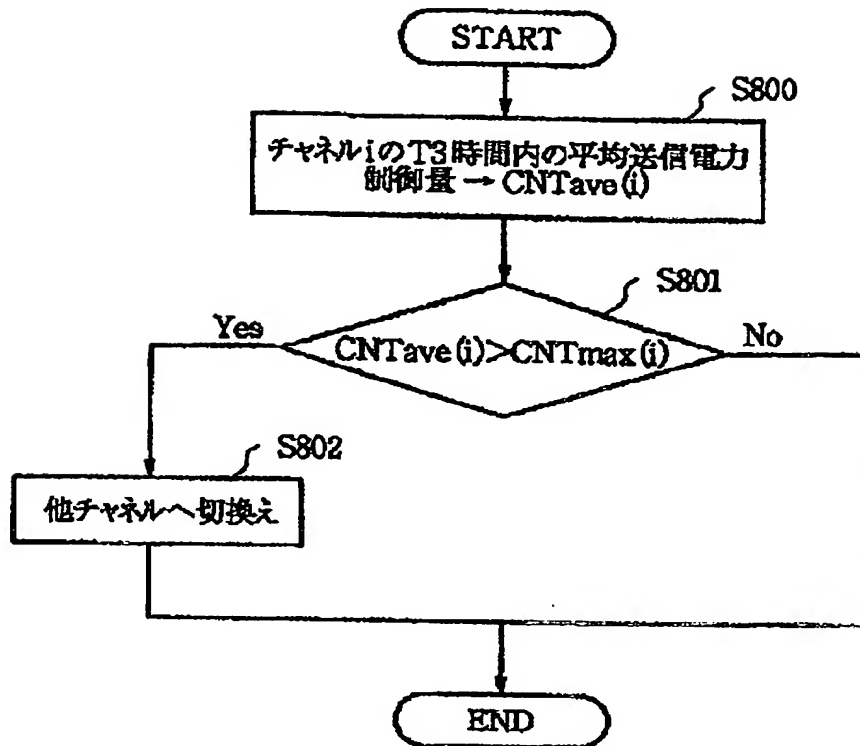 START
S800
チャネルiのT3時間内の平均送信電力
制御量→CNTave(i)
S801
Yes
CNTave(i)>CNTmax(i)
No
S802
他チャネルへ切換え
END